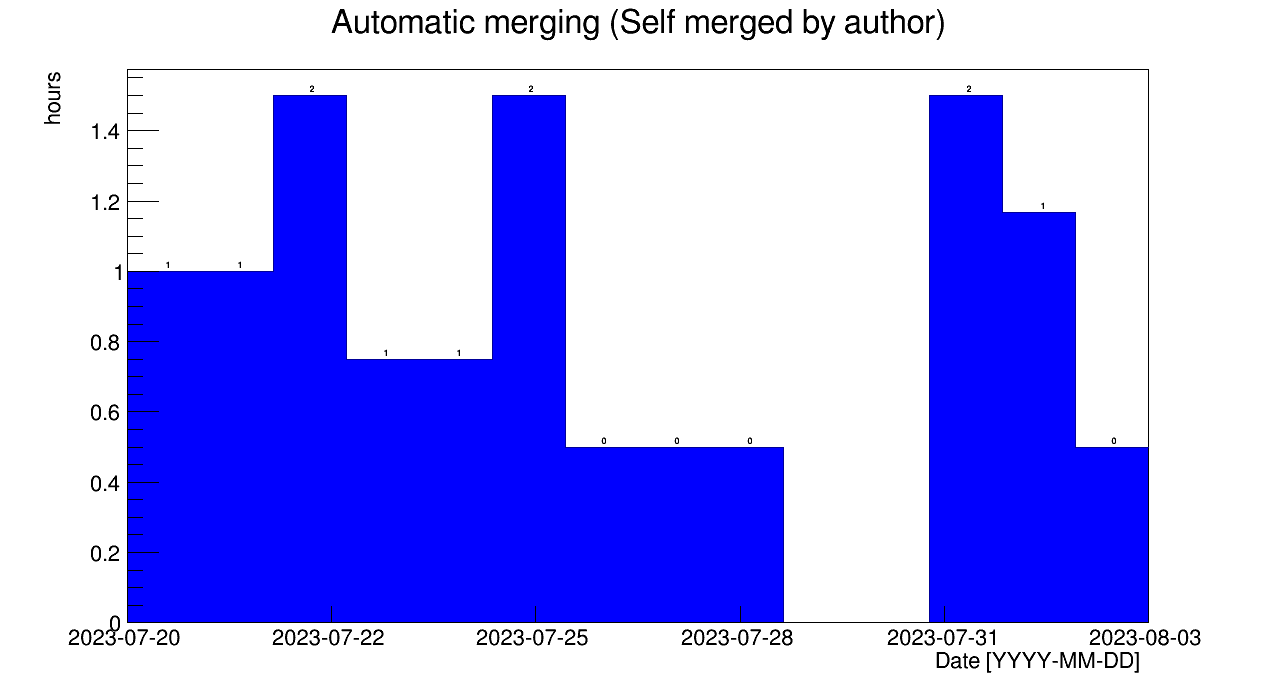 Automatic merging (Self merged by author)
hours
2 2 2
1.4
1.2
1
1 1
1
1 1
0.8
0.6
0 0 0 0
0.4
0.2
0
2023-07-20 2023-07-22 2023-07-25 2023-07-28 2023-07-31 2023-08-03
Date [YYYY-MM-DD]